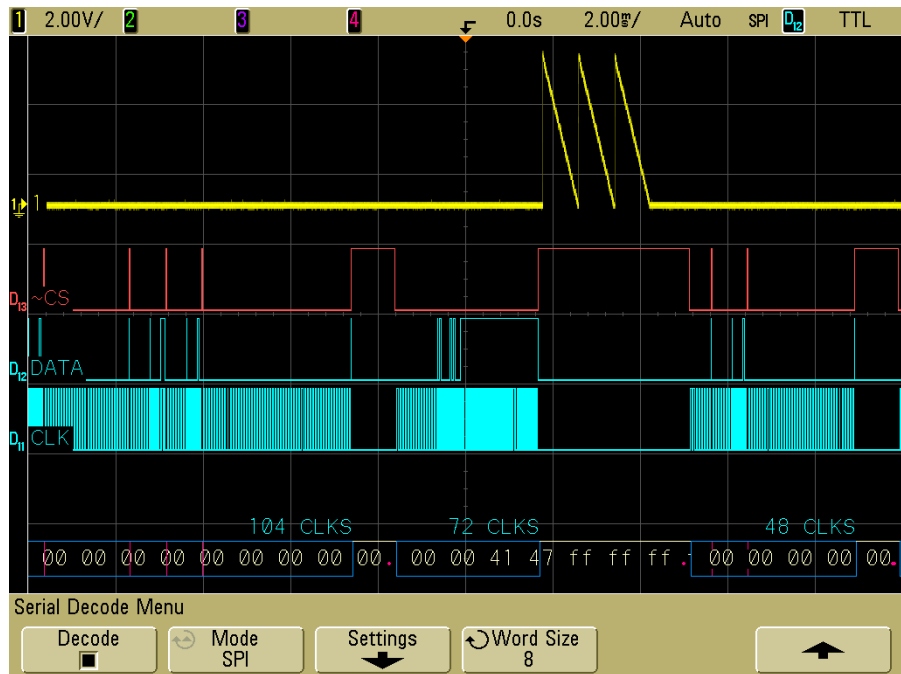 1 2.00V/ 2 3 4 0.0s 2.00ms/ Auto SPI D12 TTL
1 1
D13 ~CS
D12 DATA
D11 CLK
104 CLKS 72 CLKS 48 CLKS
00 00 00 00 00 00 00 00 00. 00 00 41 47 ff ff ff . 00 00 00 00 00.
Serial Decode Menu
Decode Mode Settings Word Size
SPI 8